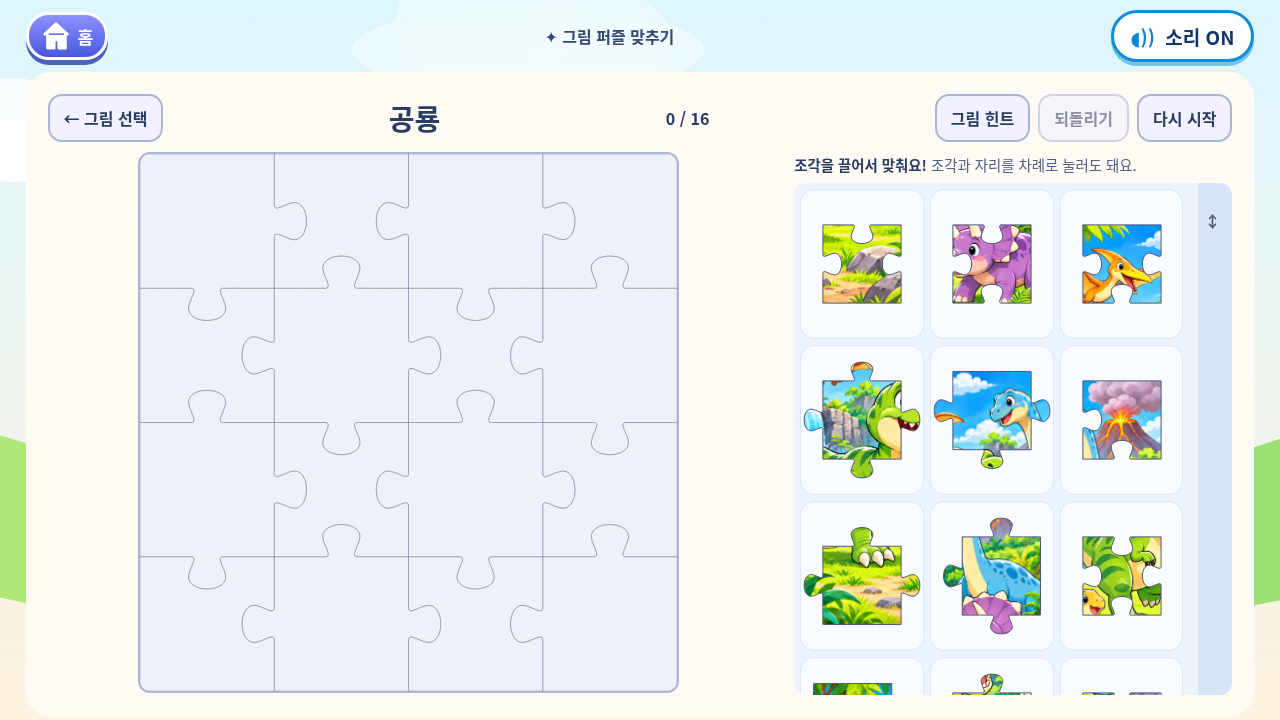 홈
✦ 그림 퍼즐 맞추기
소리 ON
← 그림 선택
공룡
0 / 16
그림 힌트
되돌리기
다시 시작
조각을 끌어서 맞춰요! 조각과 자리를 차례로 눌러도 돼요.